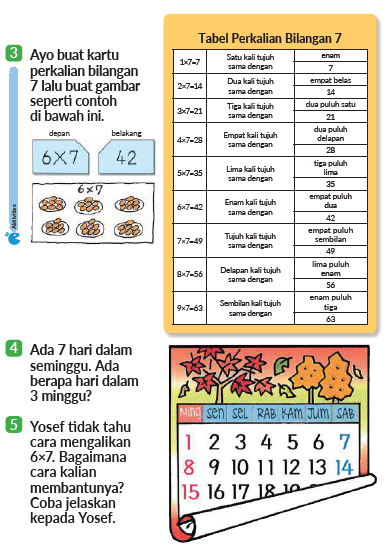 3
Ayo buat kartu
perkalian bilangan
7 lalu buat gambar
seperti contoh
di bawah ini.
depan
belakang
6×7
42
6×7
Aktivitas
Tabel Perkalian Bilangan 7
1×7=7
Satu kali tujuh
sama dengan
enam
7
2×7=14
Dua kali tujuh
sama dengan
empat belas
14
3×7=21
Tiga kali tujuh
sama dengan
dua puluh satu
21
4×7=28
Empat kali tujuh
sama dengan
dua puluh
delapan
28
5×7=35
Lima kali tujuh
sama dengan
tiga puluh
lima
35
6×7=42
Enam kali tujuh
sama dengan
empat puluh
dua
42
7×7=49
Tujuh kali tujuh
sama dengan
empat puluh
sembilan
49
8×7=56
Delapan kali tujuh
sama dengan
lima puluh
enam
56
9×7=63
Sembilan kali tujuh
sama dengan
enam puluh
tiga
63
4
Ada 7 hari dalam
seminggu. Ada
berapa hari dalam
3 minggu?
5
Yosef tidak tahu
cara mengalikan
6×7. Bagaimana
cara kalian
membantunya?
Coba jelaskan
kepada Yosef.
Ming Sen SEL RAB KAM Jum SAB
1 2 3 4 5 6 7
8 9 10 11 12 13 14
15 16 17 18